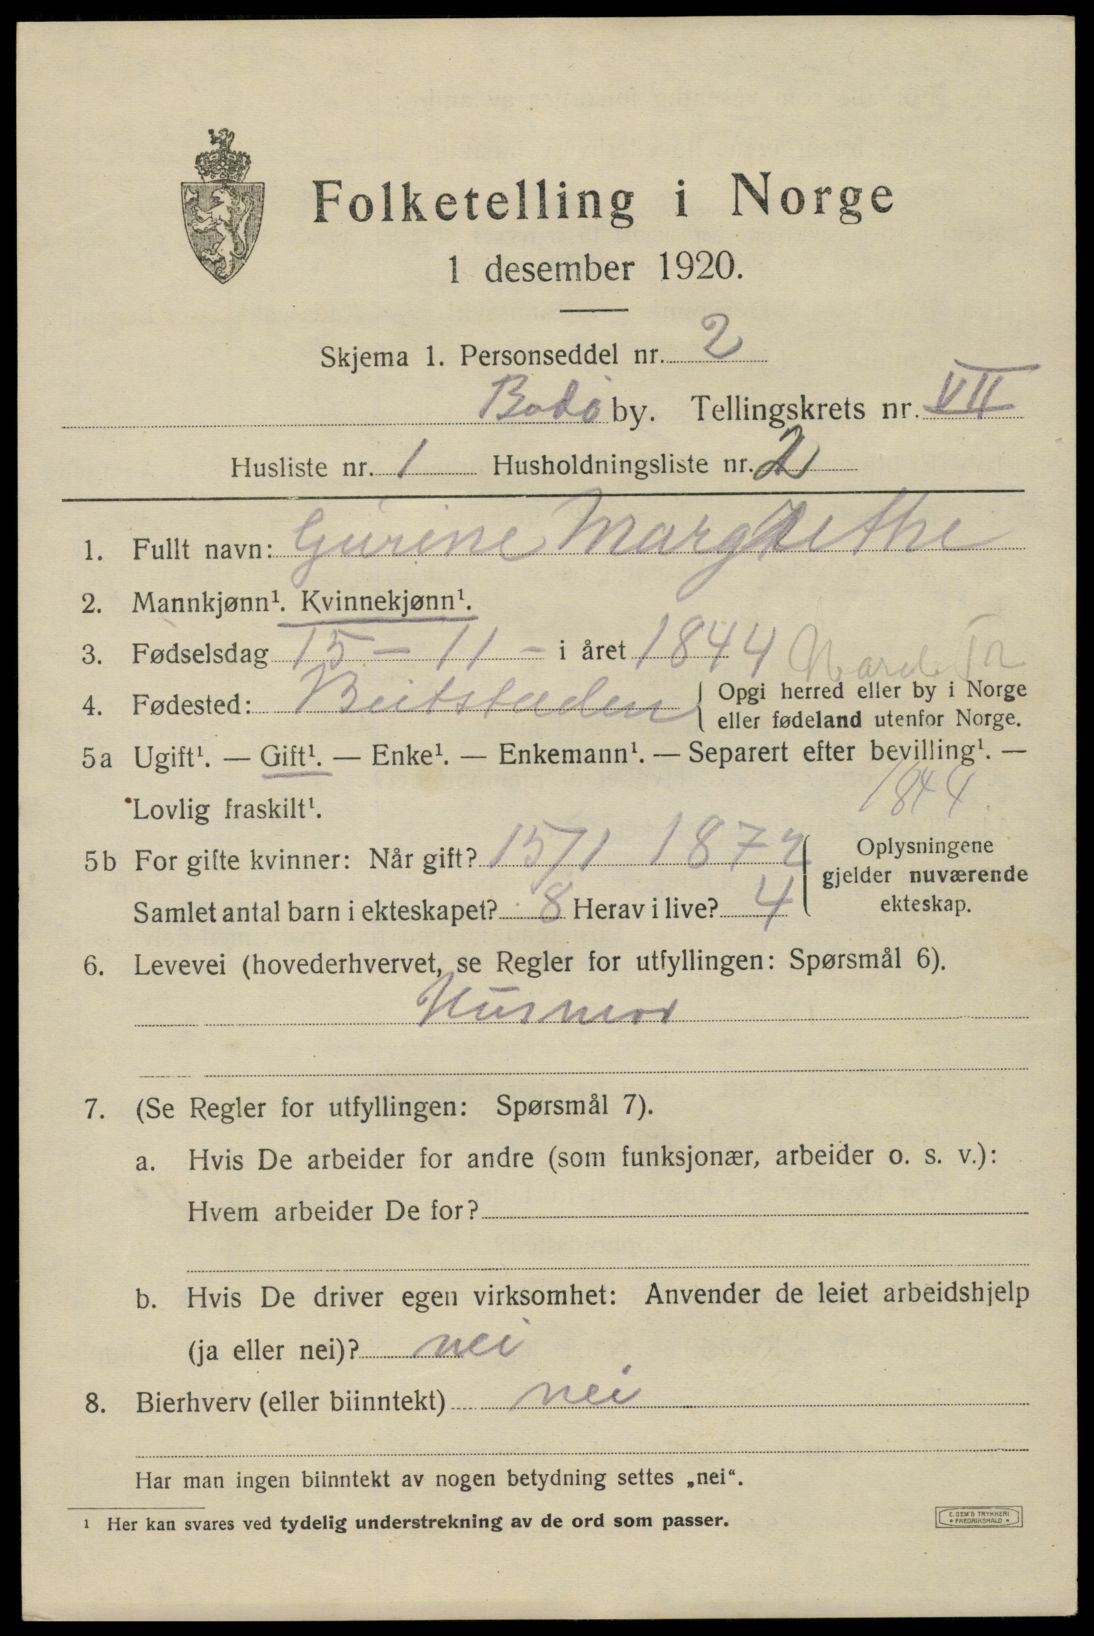 Folketelling i Norge
1 desember 1920.
Skjema 1. Personseddel nr. 2
Bodø by. Tellingskrets nr. VII
Husliste nr. 1 Husholdningsliste nr. 2
1. Fullt navn: Gurine Margrethe
2. Mannkjønn¹. Kvinnekjønn¹.
3. Fødselsdag 15 - 11 - i året 1844
4. Fødested: Beitstaden Opgi herred eller by i Norge
eller fødeland utenfor Norge.
5a Ugift¹. — Gift¹. — Enke¹. — Enkemann¹. — Separert efter bevilling¹. —
Lovlig fraskilt¹. 1844
5b For gifte kvinner: Når gift? 15/1 1872 Oplysningene
gjelder nuværende
Samlet antal barn i ekteskapet? 8 Herav i live? 4 ekteskap.
6. Levevei (hovederhvervet, se Regler for utfyllingen: Spørsmål 6).
Husmor
7. (Se Regler for utfyllingen: Spørsmål 7).
a. Hvis De arbeider for andre (som funksjonær, arbeider o. s. v.):
Hvem arbeider De for?
b. Hvis De driver egen virksomhet: Anvender de leiet arbeidshjelp
(ja eller nei)? nei
8. Bierhverv (eller biinntekt) nei
Har man ingen biinntekt av nogen betydning settes „nei“.
¹ Her kan svares ved tydelig understrekning av de ord som passer.
C. SEM'S TRYKKERI
• FREDRIKSHALD •